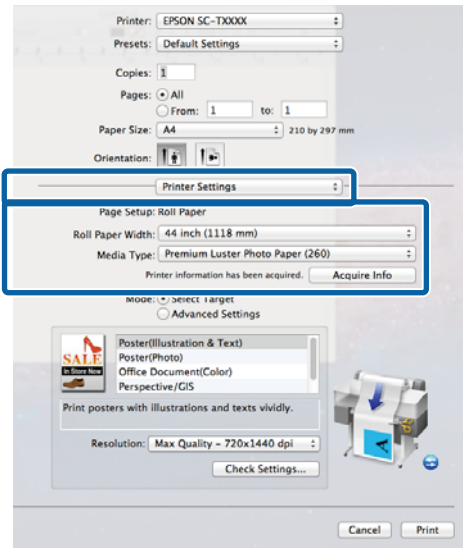 Printer: EPSON SC-TXXXX
Presets: Default Settings
Copies: 1
Pages: All
From: 1 to: 1
Paper Size: A4 210 by 297 mm
Orientation:
Printer Settings
Page Setup: Roll Paper
Roll Paper Width: 44 inch (1118 mm)
Media Type: Premium Luster Photo Paper (260)
Printer information has been acquired. Acquire Info
Mode: Select Target
Advanced Settings
SALE
In Store Now
Poster(Illustration & Text)
Poster(Photo)
Office Document(Color)
Perspective/GIS
Print posters with illustrations and texts vividly.
Resolution: Max Quality – 720x1440 dpi
Check Settings...
Cancel Print